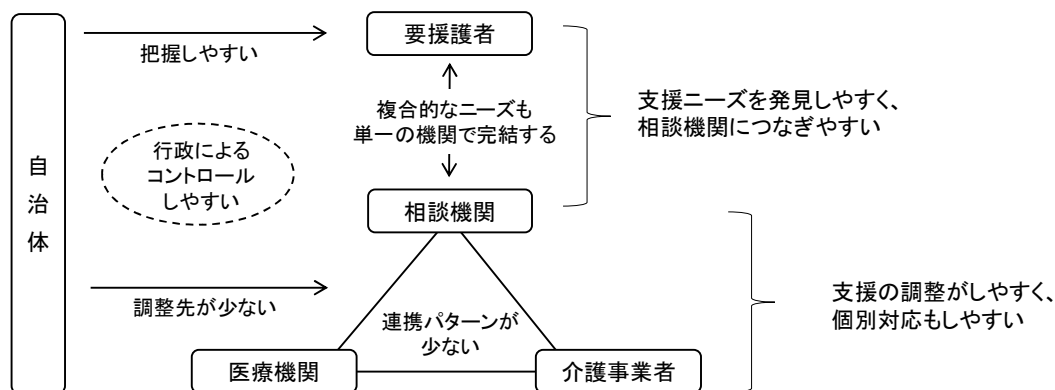 自治体
把握しやすい
要援護者
複合的なニーズも
単一の機関で完結する
支援ニーズを発見しやすく、
相談機関につなぎやすい
行政による
コントロール
しやすい
相談機関
調整先が少ない
連携パターンが
少ない
支援の調整がしやすく、
個別対応もしやすい
医療機関
介護事業者